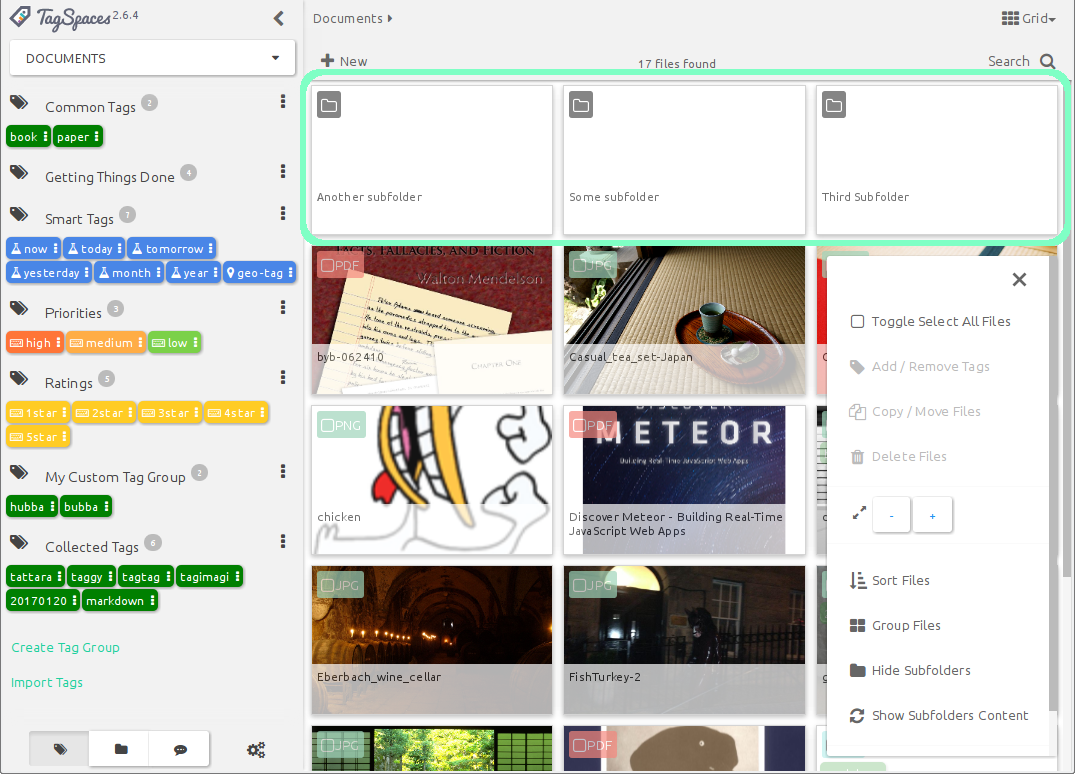 TagSpaces 2.6.4
DOCUMENTS
Common Tags 2
book paper
Getting Things Done 4
Smart Tags 7
now today tomorrow
yesterday month year geo-tag
Priorities 3
high medium low
Ratings 5
1star 2star 3star 4star
5star
My Custom Tag Group 2
hubba bubba
Collected Tags 6
tattara taggy tagtag tagimagi
20170120 markdown
Create Tag Group
Import Tags
Documents
Grid
New
17 files found
Search
Another subfolder
Some subfolder
Third Subfolder
PDF
Walton Mendelson
Chapter One
byb-062410
JPG
Casual_tea_set-Japan
PNG
chicken
PDF
DISCOVER
METEOR
Building Real-Time JavaScript Web Apps
Discover Meteor - Building Real-Time
JavaScript Web Apps
JPG
Eberbach_wine_cellar
JPG
FishTurkey-2
JPG
PDF
Toggle Select All Files
Add / Remove Tags
Copy / Move Files
Delete Files
- +
Sort Files
Group Files
Hide Subfolders
Show Subfolders Content